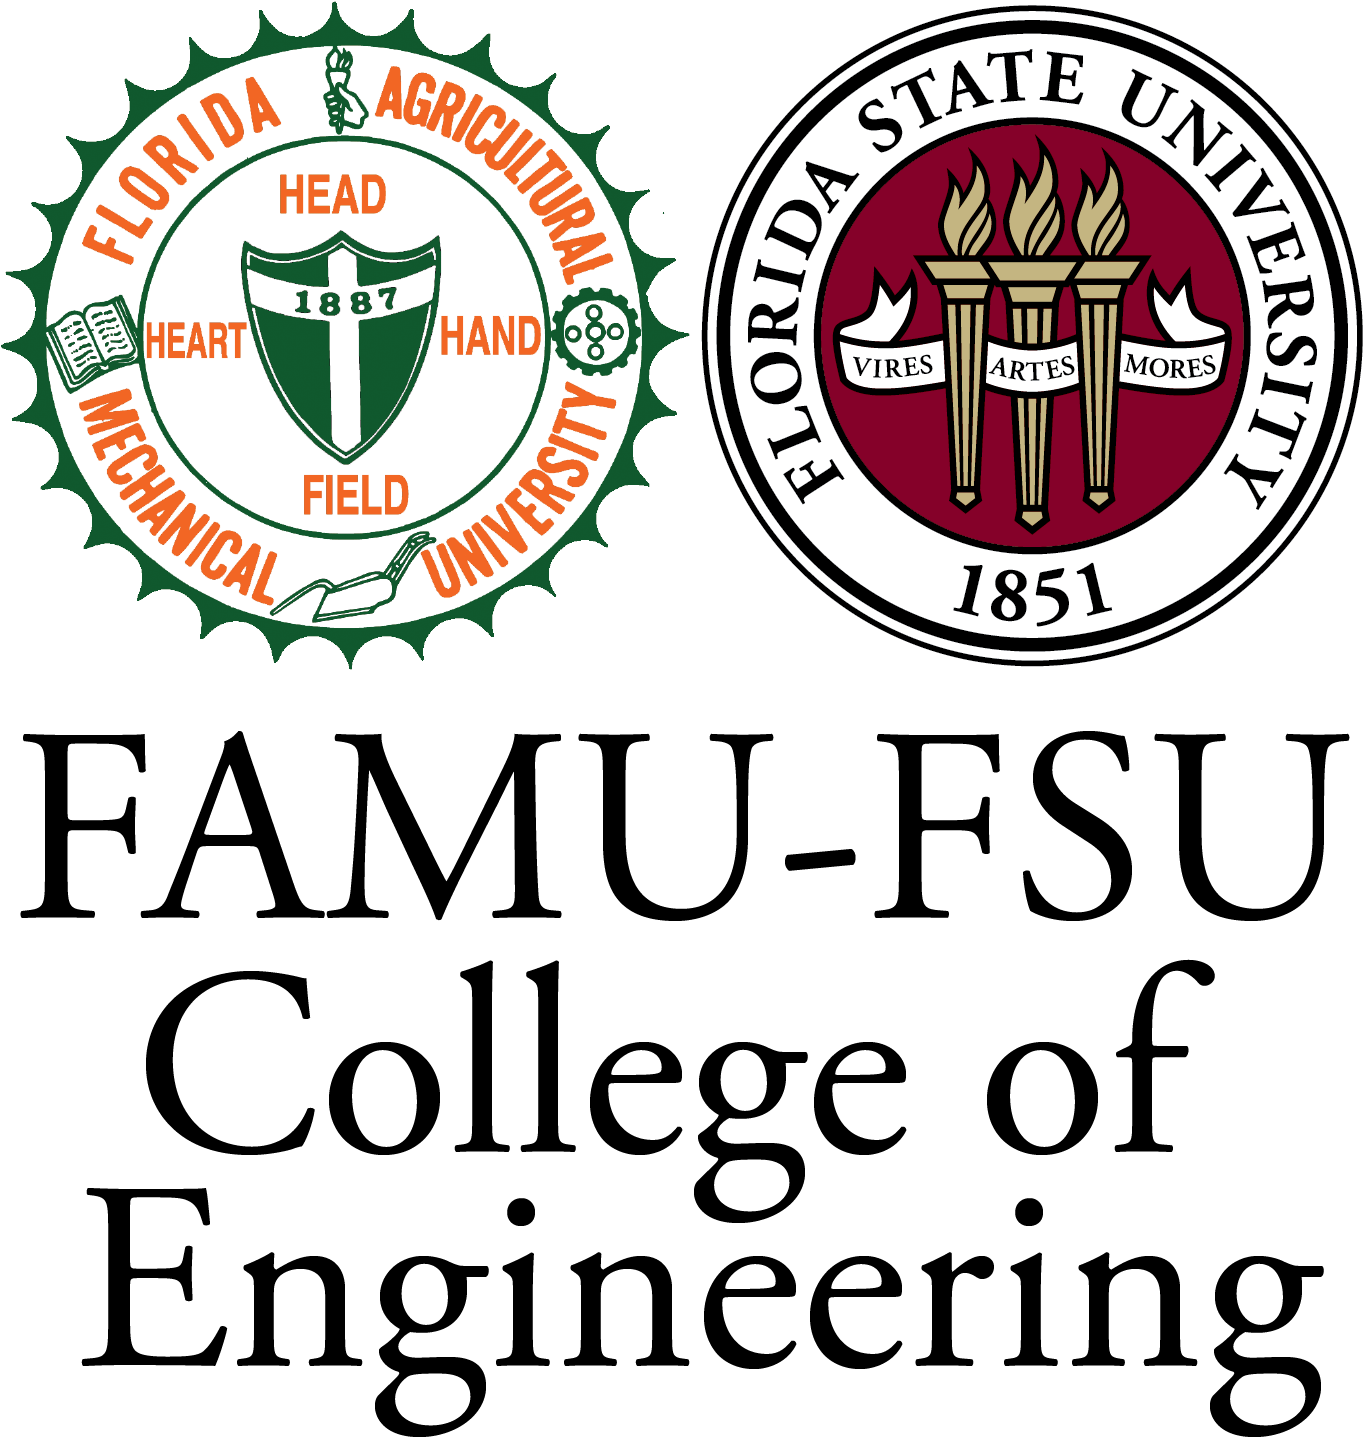 FLORIDA AGRICULTURAL
MECHANICAL UNIVERSITY
HEAD
1887
HEART
HAND
FIELD
FLORIDA STATE UNIVERSITY
VIRES ARTES MORES
1851
FAMU-FSU
College of
Engineering